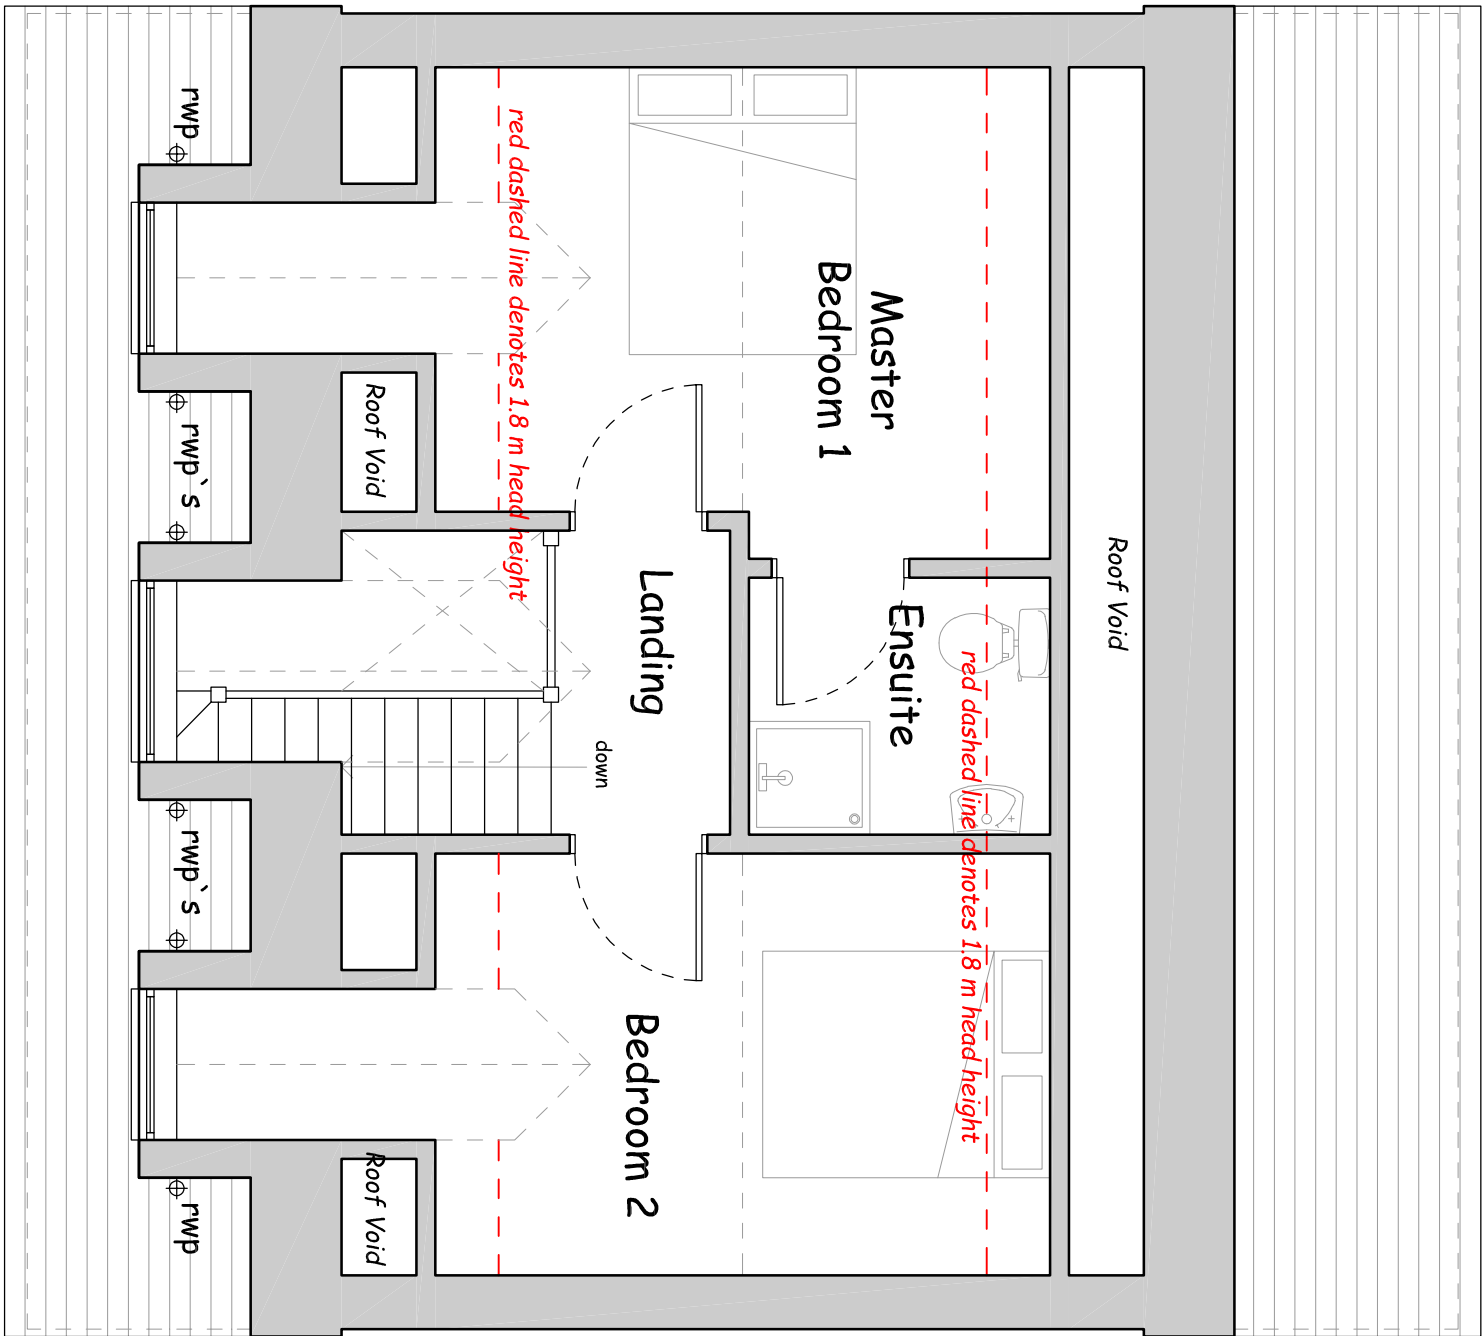 Roof Void
Master
Bedroom 1
Ensuite
red dashed line denotes 1.8 m head height
Landing
down
Bedroom 2
red dashed line denotes 1.8 m head height
Roof Void
Roof Void
rwp
rwp`s
rwp`s
rwp